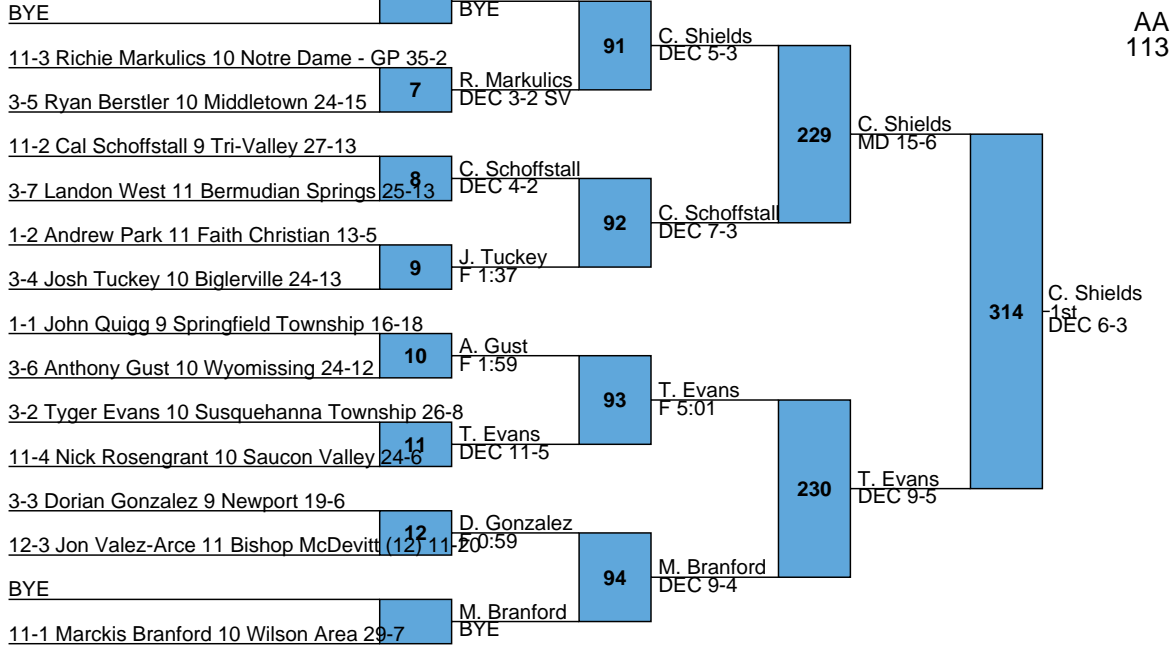 BYE
BYE
AA
113
11-3 Richie Markulics 10 Notre Dame - GP 35-2
7
3-5 Ryan Berstler 10 Middletown 24-15
R. Markulics
DEC 3-2 SV
91
C. Shields
DEC 5-3
11-2 Cal Schoffstall 9 Tri-Valley 27-13
8
3-7 Landon West 11 Bermudian Springs 25-13
C. Schoffstall
DEC 4-2
1-2 Andrew Park 11 Faith Christian 13-5
9
3-4 Josh Tuckey 10 Biglerville 24-13
J. Tuckey
F 1:37
92
C. Schoffstall
DEC 7-3
229
C. Shields
MD 15-6
1-1 John Quigg 9 Springfield Township 16-18
10
3-6 Anthony Gust 10 Wyomissing 24-12
A. Gust
F 1:59
3-2 Tyger Evans 10 Susquehanna Township 26-8
11
11-4 Nick Rosengrant 10 Saucon Valley 24-6
T. Evans
DEC 11-5
93
T. Evans
F 5:01
3-3 Dorian Gonzalez 9 Newport 19-6
12
12-3 Jon Valez-Arce 11 Bishop McDevitt (12) 11-20
D. Gonzalez
F 0:59
BYE
11-1 Marckis Branford 10 Wilson Area 29-7
M. Branford
BYE
94
M. Branford
DEC 9-4
230
T. Evans
DEC 9-5
314
C. Shields
1st
DEC 6-3